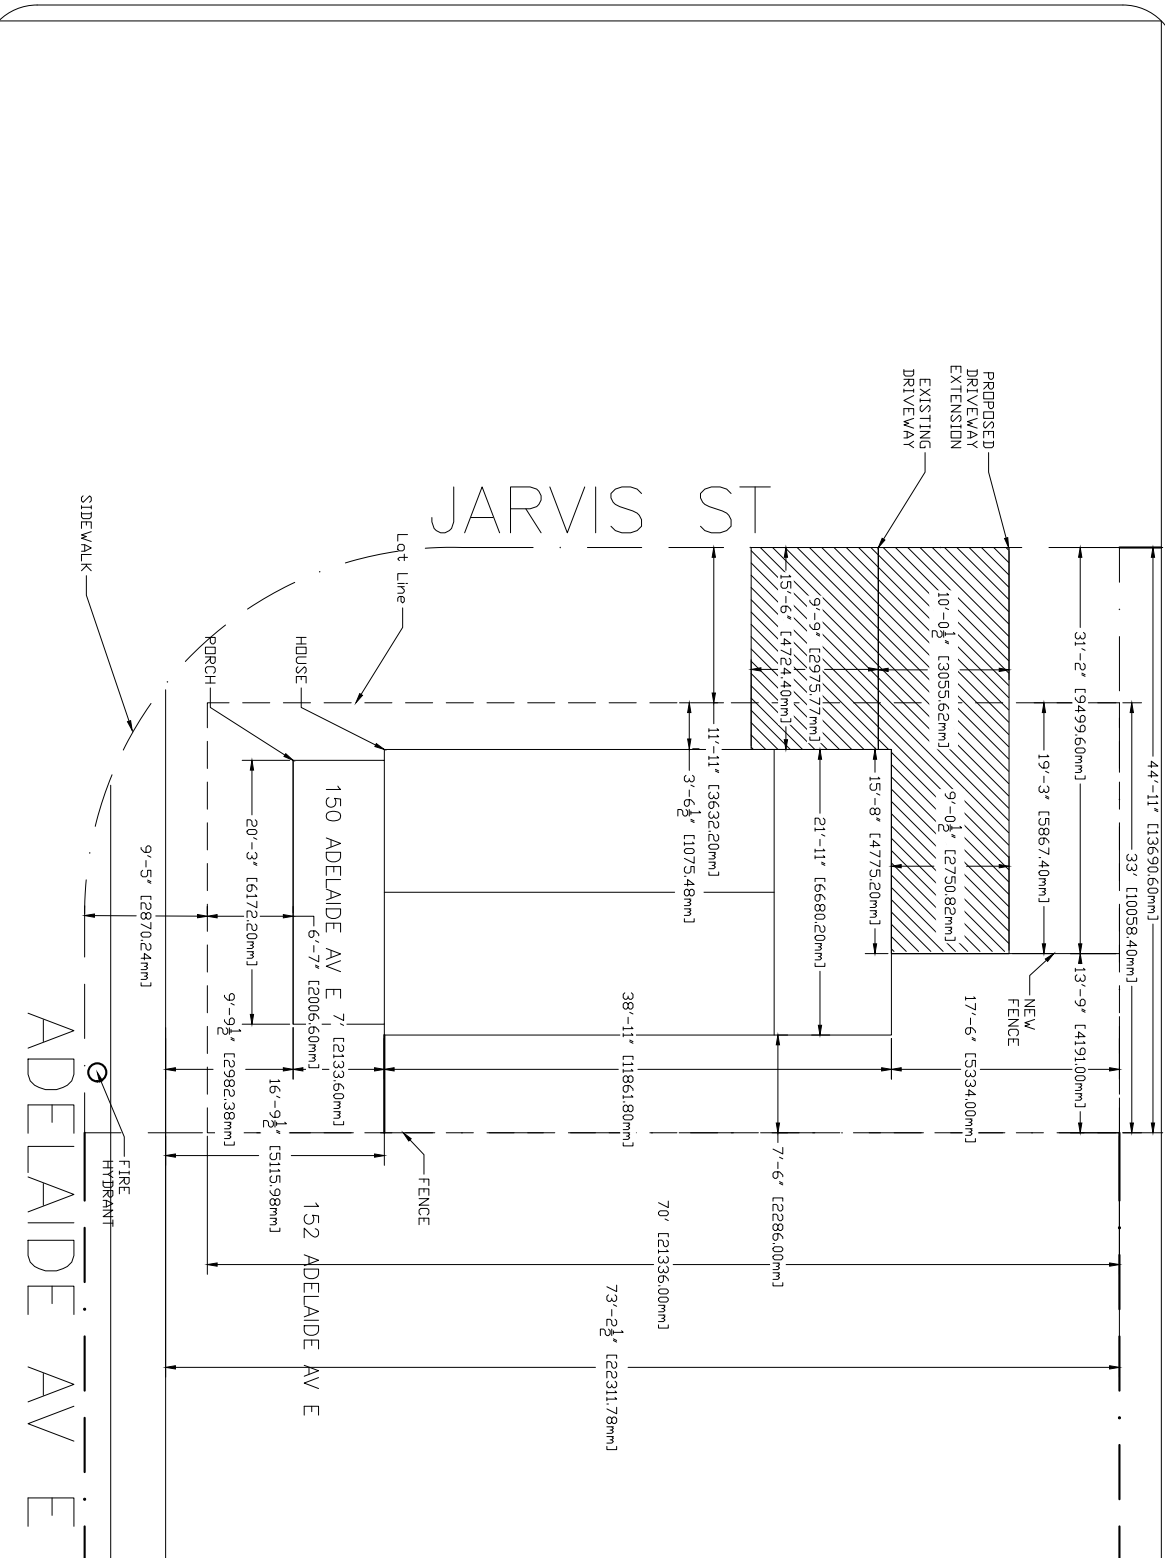 JARVIS ST
ADELAIDE AV E
PROPOSED
DRIVEWAY
EXTENSION
EXISTING
DRIVEWAY
SIDEWALK
Lot Line
PORCH
HOUSE
NEW
FENCE
FENCE
FIRE
HYDRANT
150 ADELAIDE AV E
152 ADELAIDE AV E
44'-11" [13690.60mm]
33' [10058.40mm]
31'-2" [9499.60mm]
13'-9" [4191.00mm]
19'-3" [5867.40mm]
10'-0½" [3055.62mm]
9'-0½" [2750.82mm]
17'-6" [5334.00mm]
15'-8" [4775.20mm]
9'-9" [2975.77mm]
21'-11" [6680.20mm]
15'-6" [4724.40mm]
7'-6" [2286.00mm]
11'-11" [3632.20mm]
3'-6½" [1075.48mm]
38'-11" [11861.80mm]
70' [21336.00mm]
73'-2½" [22311.78mm]
7' [2133.60mm]
6'-7" [2006.60mm]
20'-3" [6172.20mm]
16'-9½" [5115.98mm]
9'-9½" [2982.38mm]
9'-5" [2870.24mm]